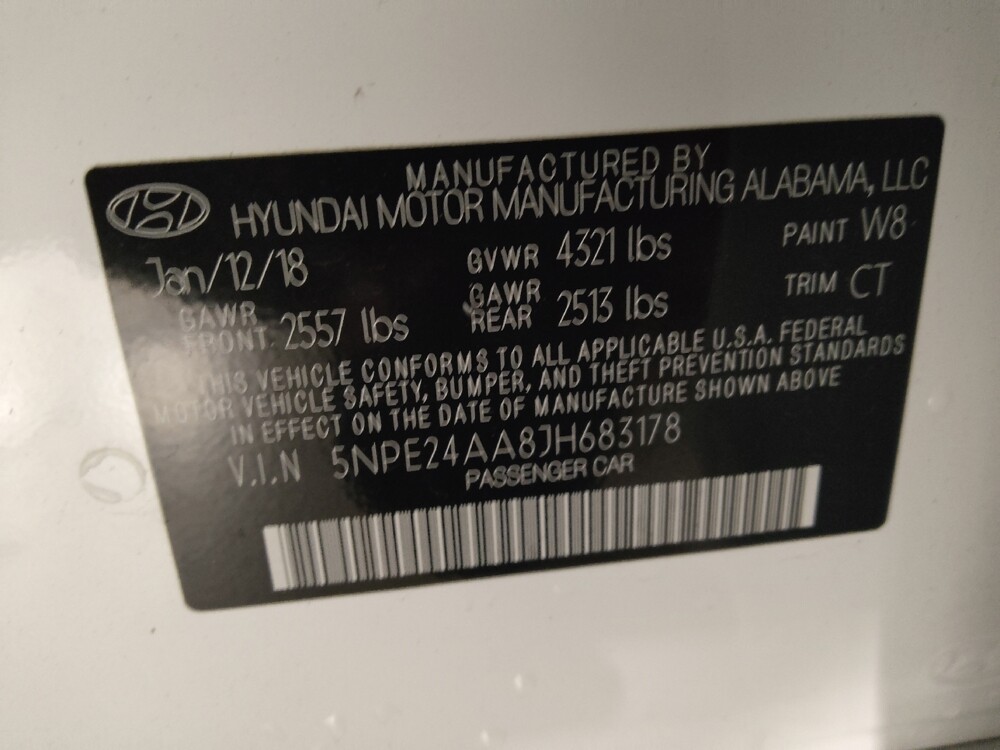 MANUFACTURED BY
HYUNDAI MOTOR MANUFACTURING ALABAMA, LLC
Jan/12/18 GVWR 4321 lbs PAINT W8
GAWR FRONT 2557 lbs GAWR REAR 2513 lbs TRIM CT
THIS VEHICLE CONFORMS TO ALL APPLICABLE U.S.A. FEDERAL
MOTOR VEHICLE SAFETY, BUMPER, AND THEFT PREVENTION STANDARDS
IN EFFECT ON THE DATE OF MANUFACTURE SHOWN ABOVE
V.I.N 5NPE24AA8JH683178
PASSENGER CAR